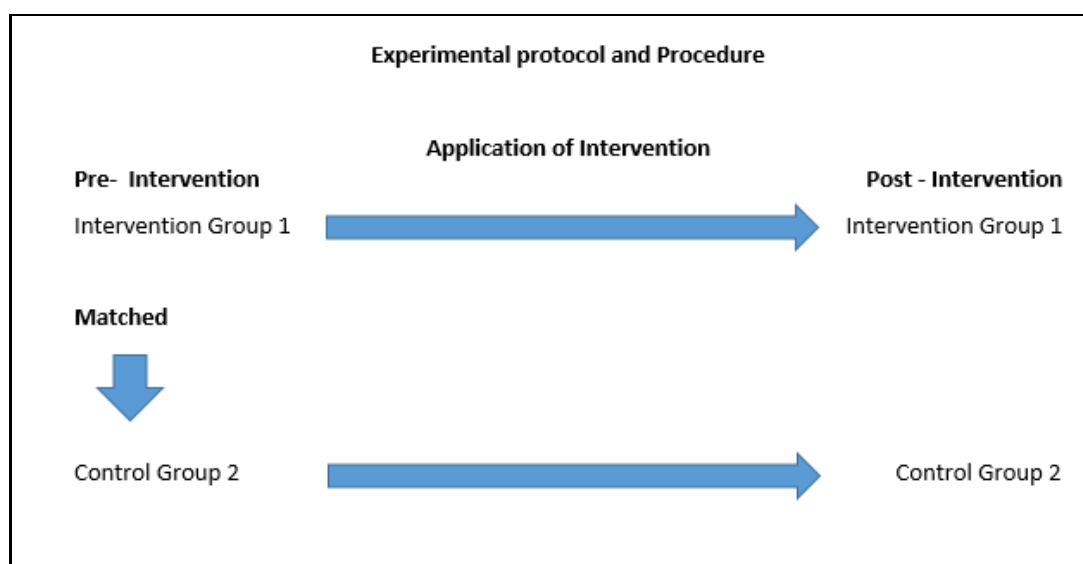 Experimental protocol and Procedure
Application of Intervention
Pre-  Intervention
Post - Intervention
Intervention Group 1
Intervention Group 1
Matched
Control Group 2
Control Group 2